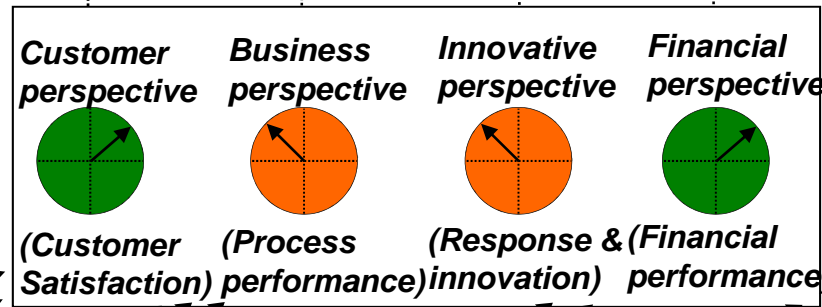 Customer
perspective
Business
perspective
Innovative
perspective
Financial
perspective
(Customer
Satisfaction)
(Process
performance)
(Response &
innovation)
(Financial
performance